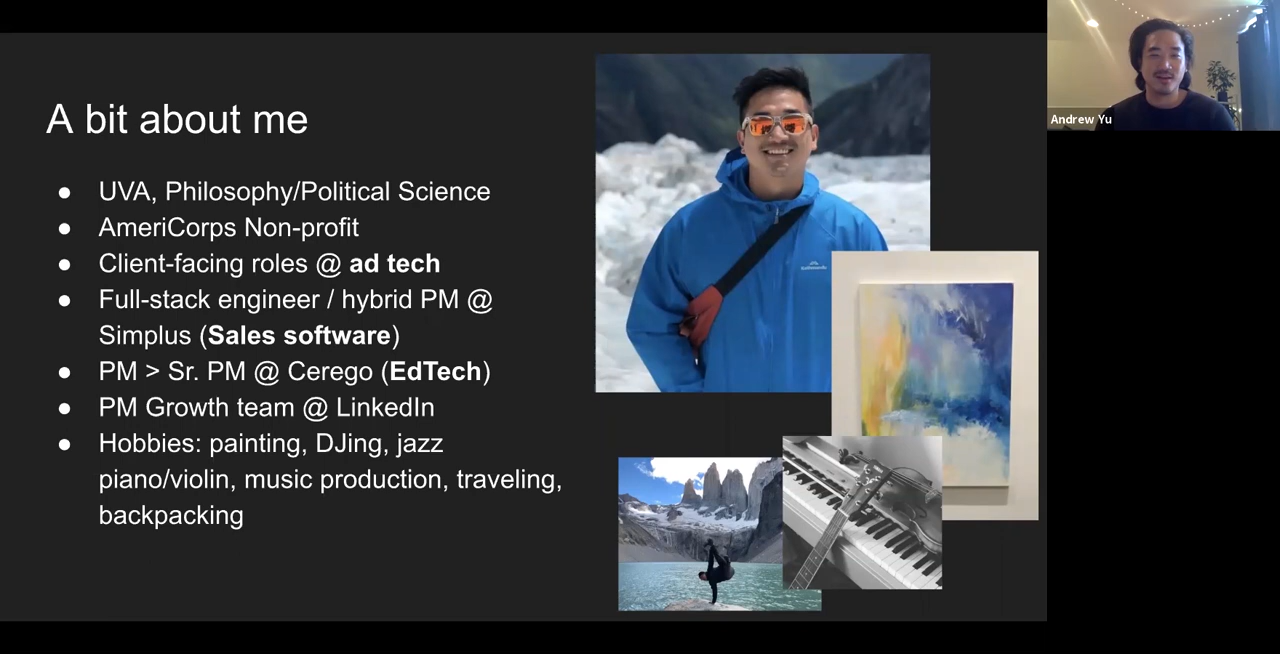 A bit about me
● UVA, Philosophy/Political Science
● AmeriCorps Non-profit
● Client-facing roles @ ad tech
● Full-stack engineer / hybrid PM @
Simplus (Sales software)
● PM > Sr. PM @ Cerego (EdTech)
● PM Growth team @ LinkedIn
● Hobbies: painting, DJing, jazz
piano/violin, music production, traveling,
backpacking
Andrew Yu